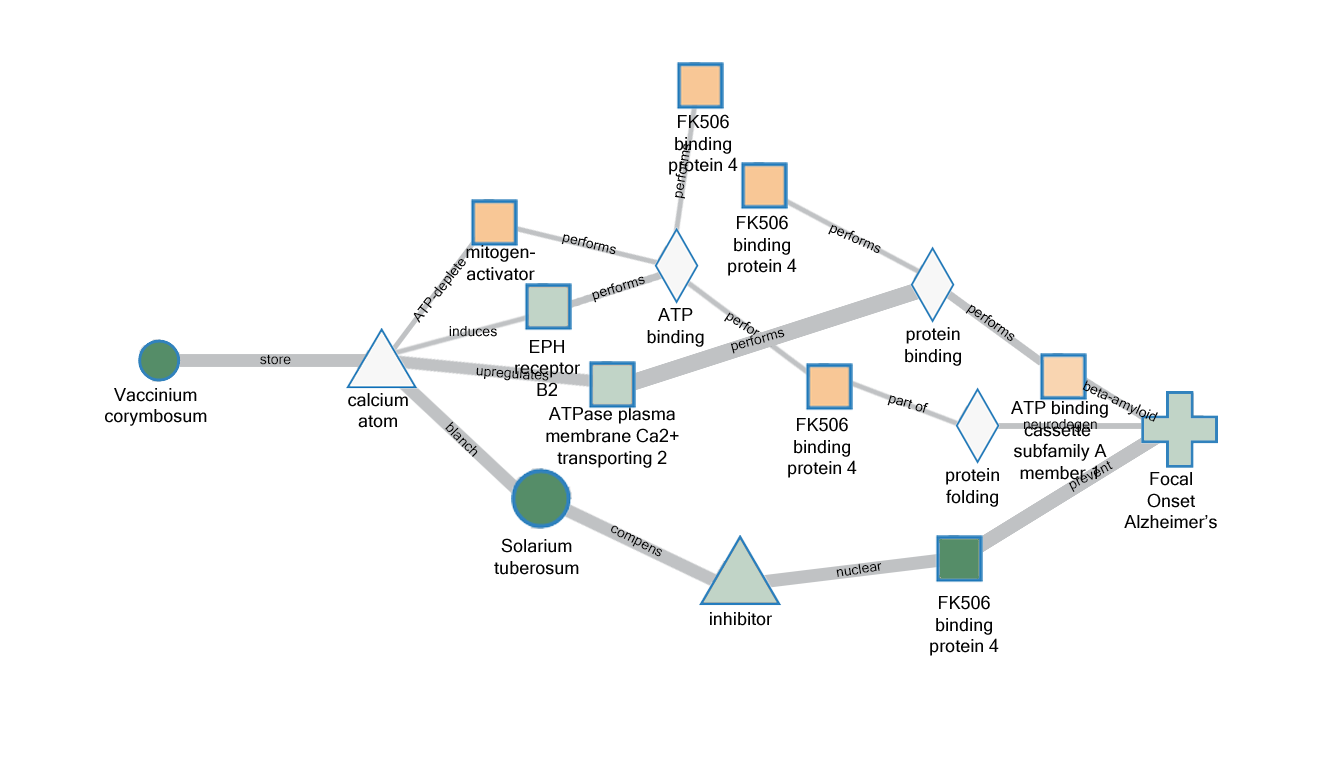 FK506
binding
protein 4
performs
FK506
binding
protein 4
performs
mitogen-
activator
performs
ATP-deplete
ATP
binding
performs
induces
EPH
receptor
B2
upregulates
store
Vaccinium
corymbosum
calcium
atom
ATPase plasma
membrane Ca2+
transporting 2
performs
perfor
protein
binding
performs
FK506
binding
protein 4
part of
protein
folding
ATP binding
cassette
subfamily A
member 7
beta-amyloid
neurodegen
prevent
Focal
Onset
Alzheimer’s
blanch
Solarium
tuberosum
compens
inhibitor
nuclear
FK506
binding
protein 4